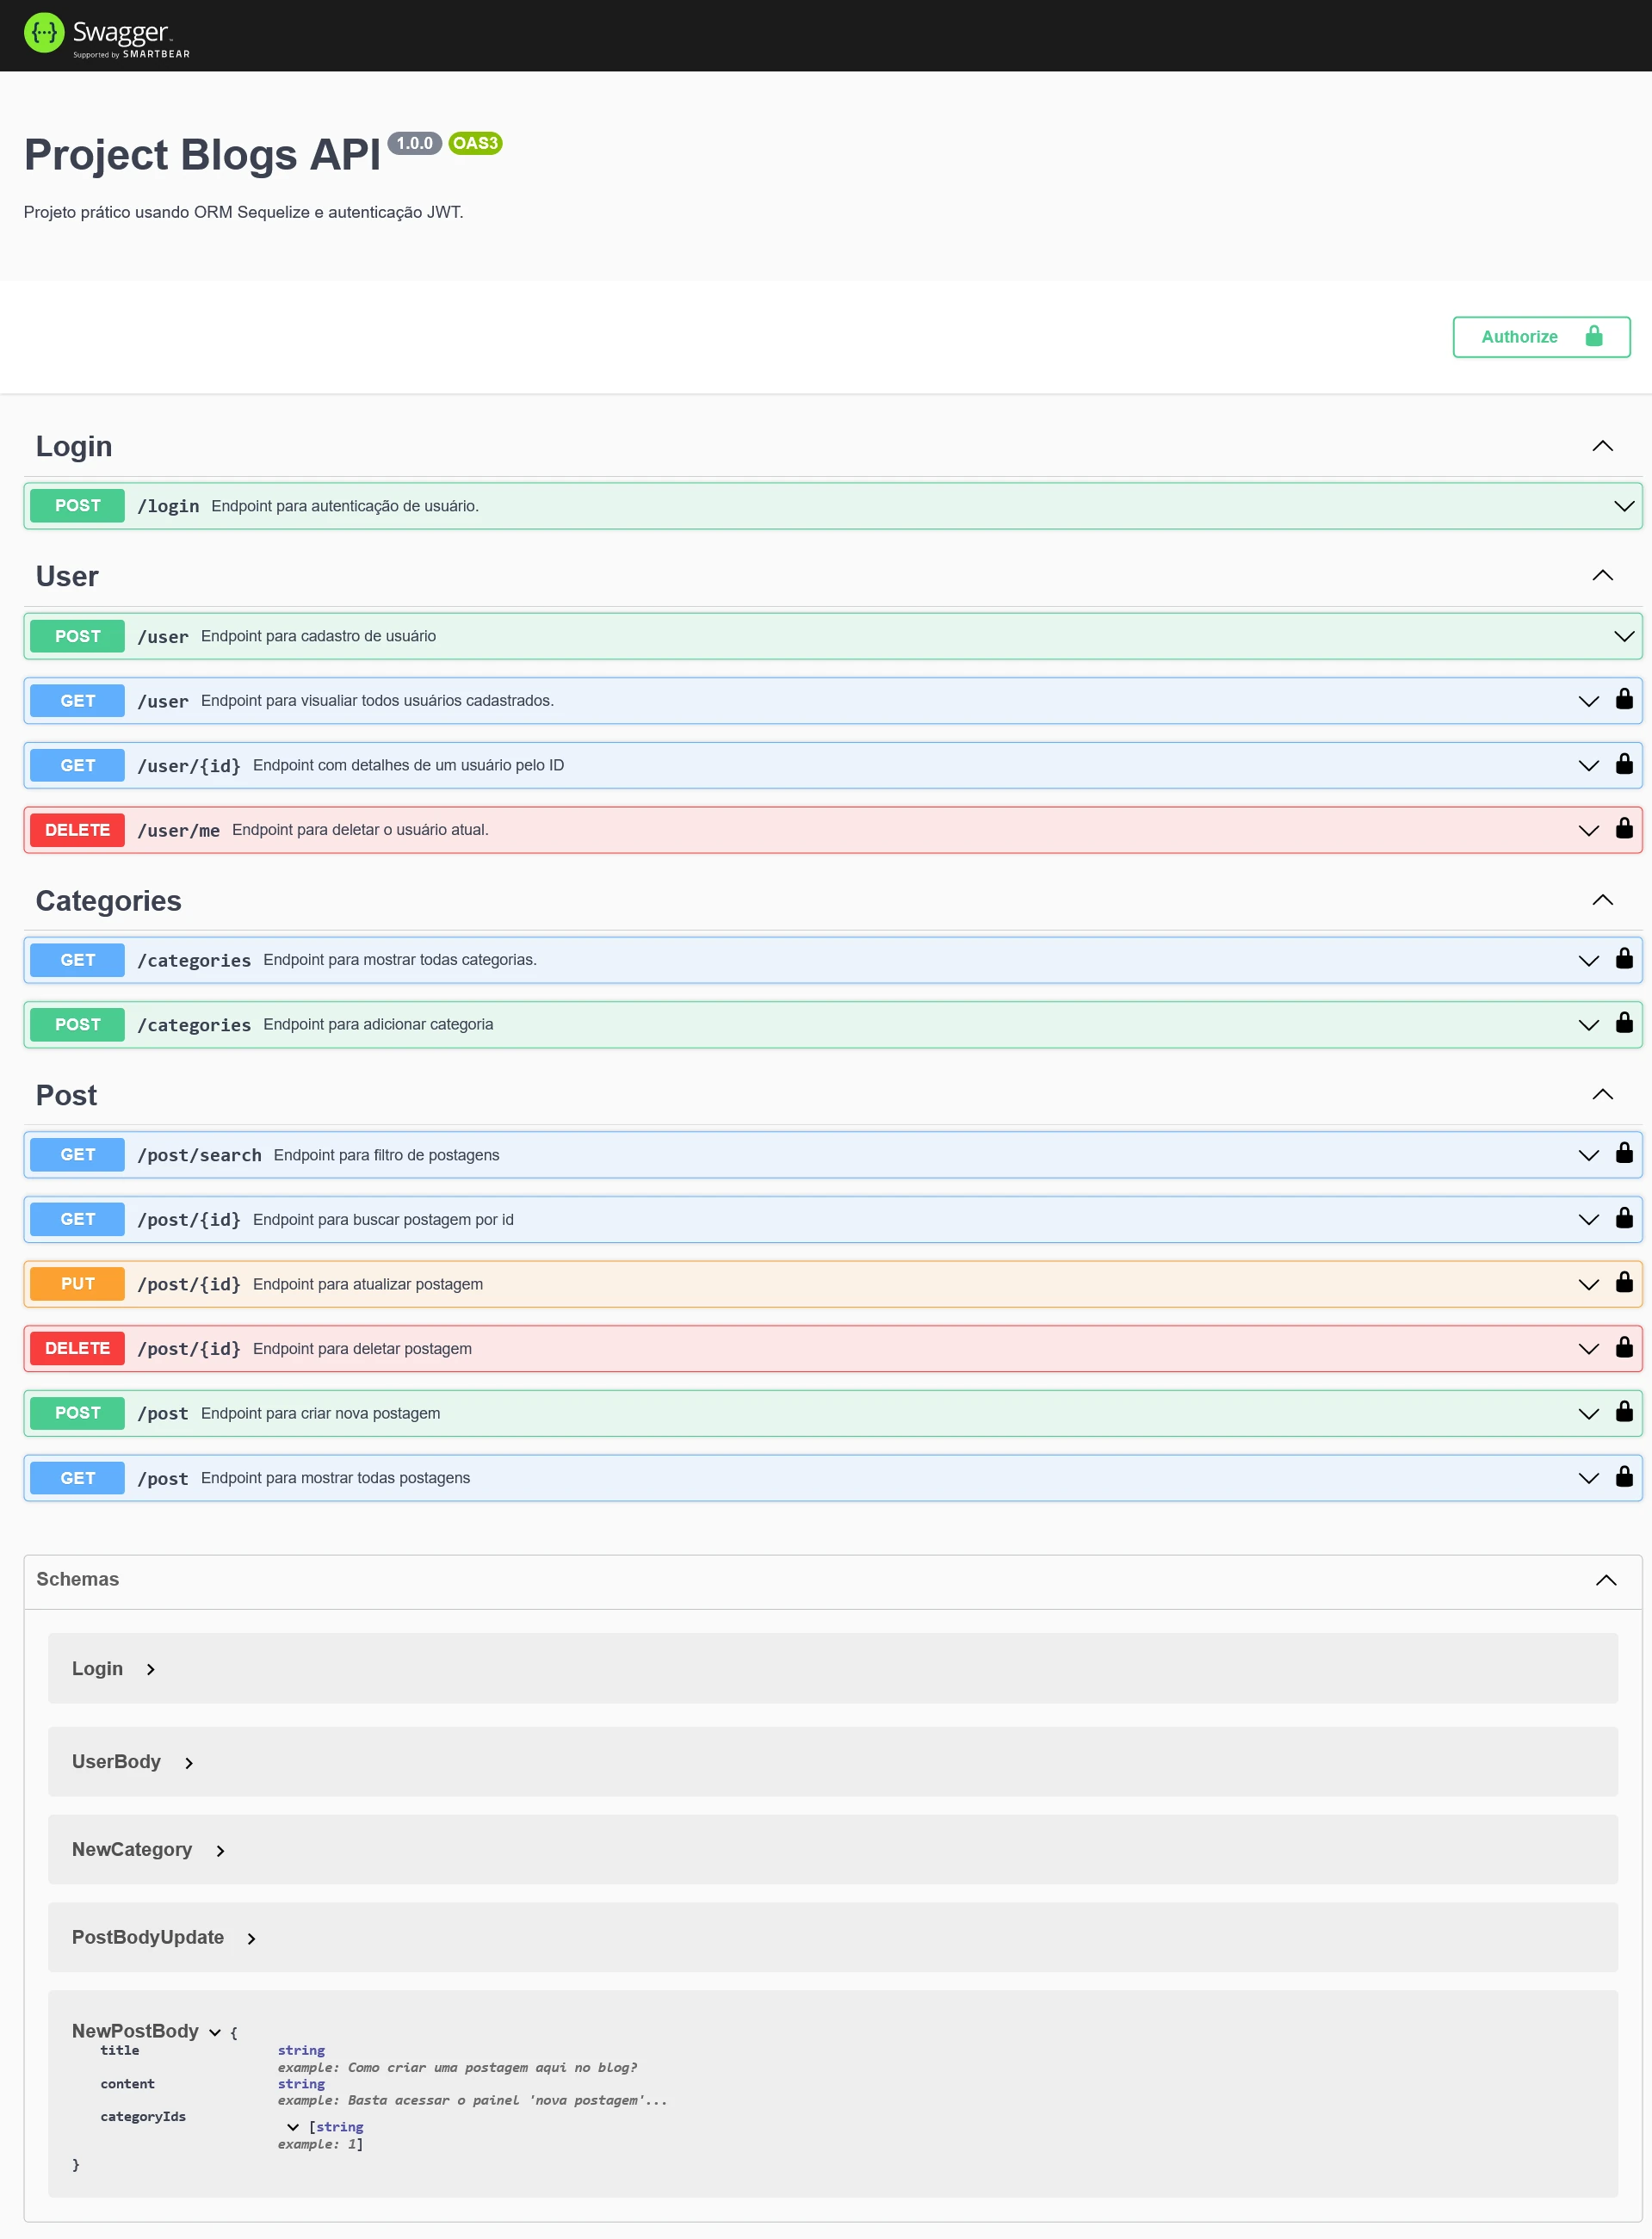 Swagger
Supported by SMARTBEAR
Project Blogs API 1.0.0 OAS3
Projeto prático usando ORM Sequelize e autenticação JWT.
Authorize
Login
POST /login Endpoint para autenticação de usuário.
User
POST /user Endpoint para cadastro de usuário
GET /user Endpoint para visualiar todos usuários cadastrados.
GET /user/{id} Endpoint com detalhes de um usuário pelo ID
DELETE /user/me Endpoint para deletar o usuário atual.
Categories
GET /categories Endpoint para mostrar todas categorias.
POST /categories Endpoint para adicionar categoria
Post
GET /post/search Endpoint para filtro de postagens
GET /post/{id} Endpoint para buscar postagem por id
PUT /post/{id} Endpoint para atualizar postagem
DELETE /post/{id} Endpoint para deletar postagem
POST /post Endpoint para criar nova postagem
GET /post Endpoint para mostrar todas postagens
Schemas
Login
UserBody
NewCategory
PostBodyUpdate
NewPostBody {
title string
example: Como criar uma postagem aqui no blog?
content string
example: Basta acessar o painel 'nova postagem'...
categoryIds
[string
example: 1]
}